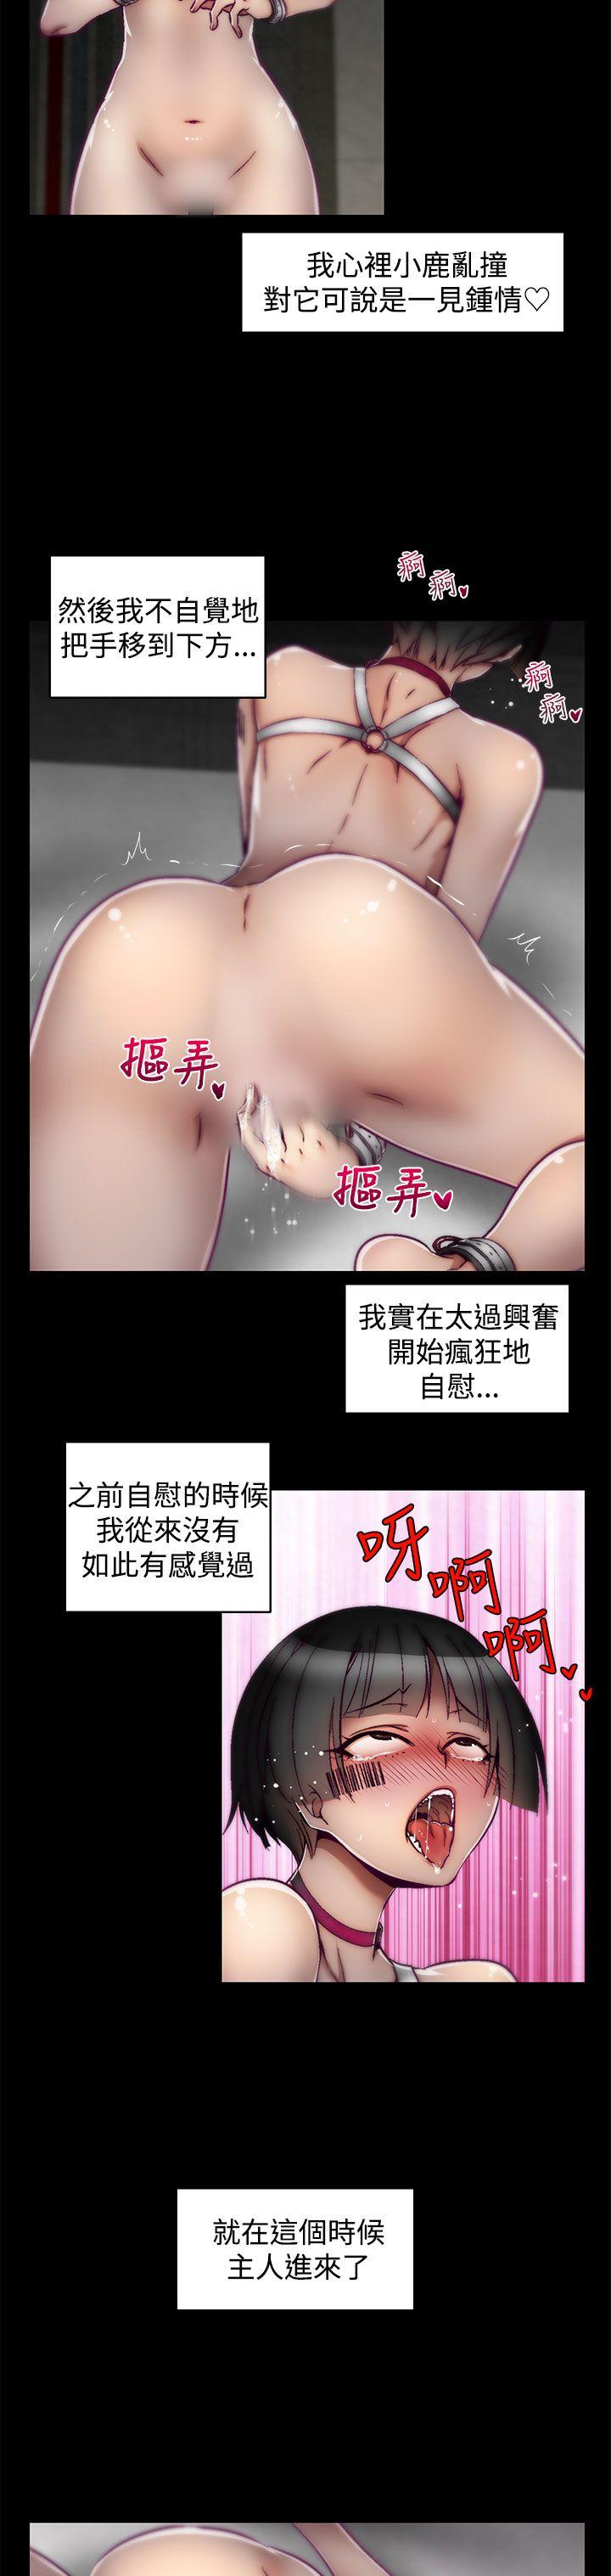 我心裡小鹿亂撞
對它可說是一見鍾情♡
痾
痾♥
然後我不自覺地
把手移到下方...
痾
痾♥
摳弄♥
摳弄♥
我實在太過興奮
開始瘋狂地
自慰...
之前自慰的時候
我從來沒有
如此有感覺過
呀
啊
啊♥♥
就在這個時候
主人進來了